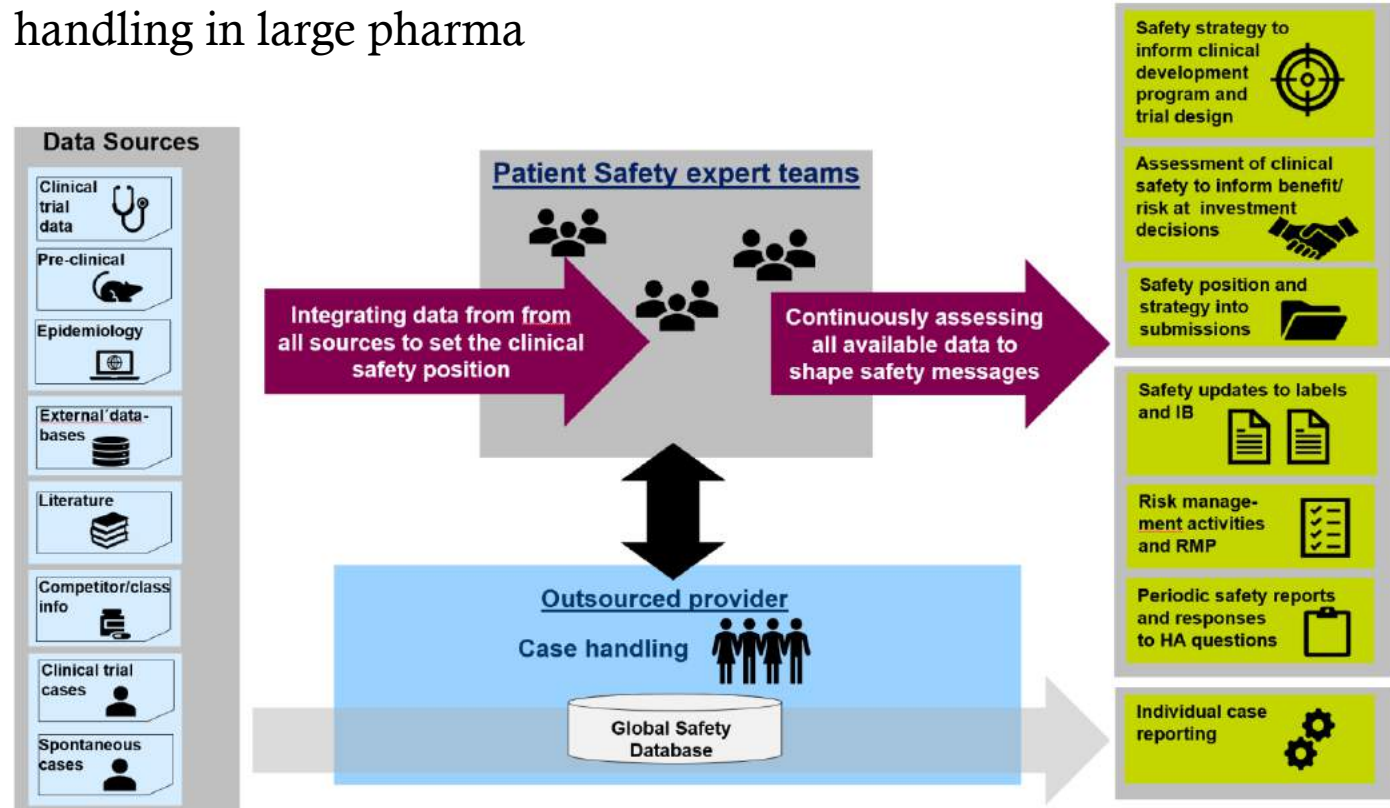 handling in large pharma
Data Sources
Clinical
trial
data
Pre-clinical
Epidemiology
External´data-
bases
Literature
Competitor/class
info
Clinical trial
cases
Spontaneous
cases
Patient Safety expert teams
Integrating data from from
all sources to set the clinical
safety position
Continuously assessing
all available data to
shape safety messages
Outsourced provider
Case handling
Global Safety
Database
Safety strategy to
inform clinical
development
program and
trial design
Assessment of clinical
safety to inform benefit/
risk at investment
decisions
Safety position and
strategy into
submissions
Safety updates to labels
and IB
Risk manage-
ment activities
and RMP
Periodic safety reports
and responses
to HA questions
Individual case
reporting